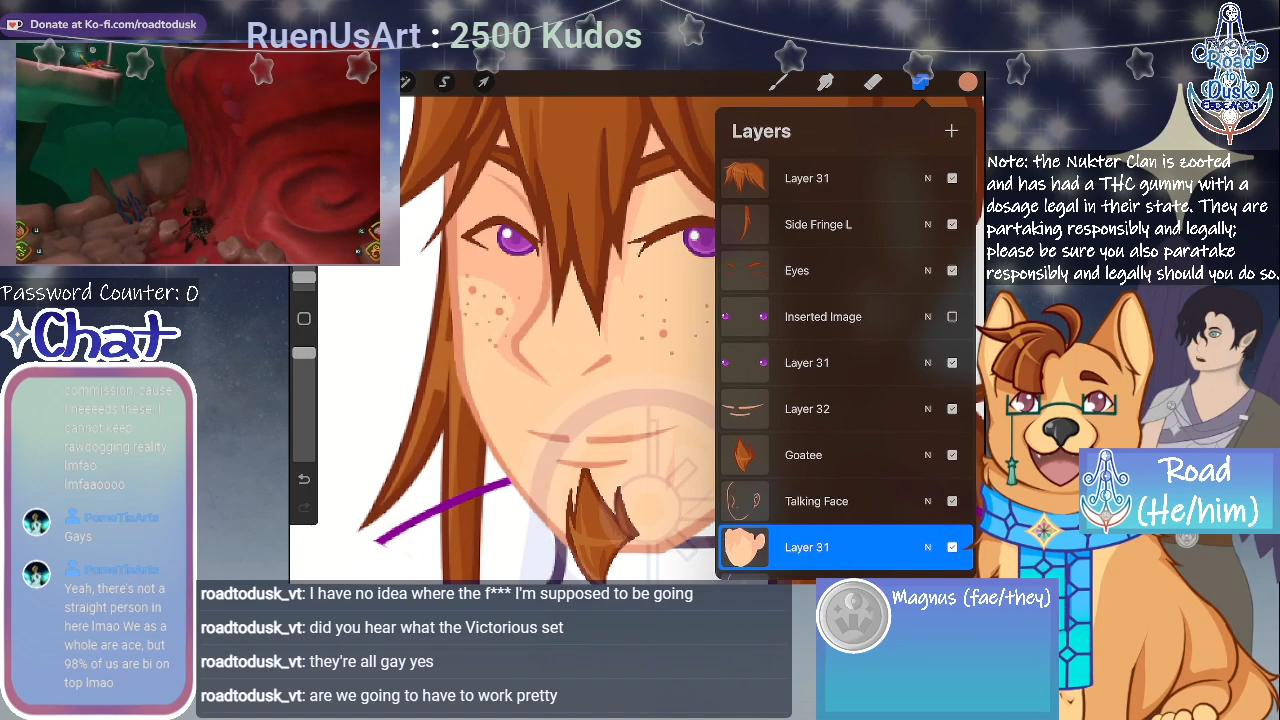 Donate at Ko-fi.com/roadtodusk
RuenUsArt : 2500 Kudos
Road
to
Dusk
EDUCATION
Layers
Layer 31 N
Side Fringe L N
Eyes N
Inserted Image N
Layer 31 N
Layer 32 N
Goatee N
Talking Face N
Layer 31 N
Note: the Nukter Clan is zooted
and has had a THC gummy with a
dosage legal in their state. They are
partaking responsibly and legally;
please be sure you also paratake
responsibly and legally should you do so.
Password Counter: 0
Chat
commission, cause
I neeeeds these. I
cannot keep
rawdogging reality
lmfao
lmfaaoooo
PomeTiaArts
Gays
PomeTiaArts
Yeah, there's not a
straight person in
here lmao We as a
whole are ace, but
98% of us are bi on
top lmao
roadtodusk_vt: I have no idea where the f*** I'm supposed to be going
roadtodusk_vt: did you hear what the Victorious set
roadtodusk_vt: they're all gay yes
roadtodusk_vt: are we going to have to work pretty
Road
(He/him)
Magnus (fae/they)